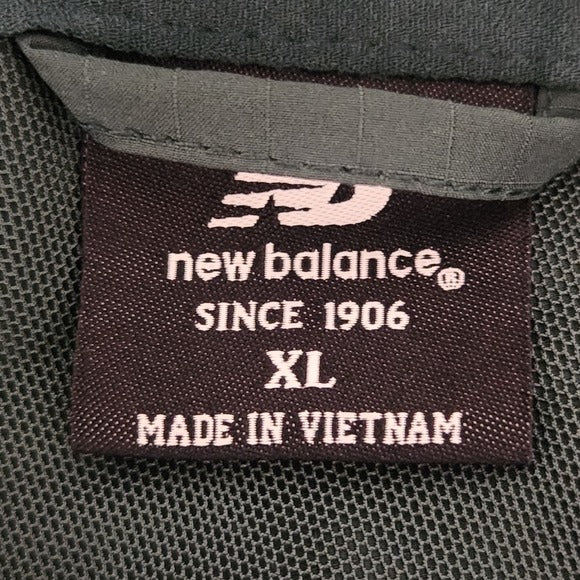 new balance®
SINCE 1906
XL
MADE IN VIETNAM